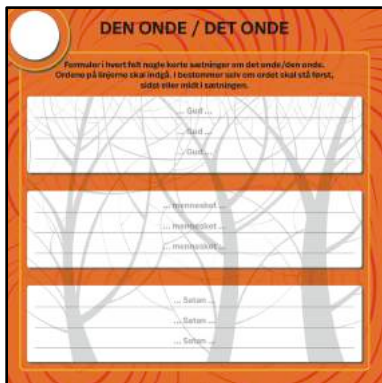 DEN ONDE / DET ONDE
Formuler i hvert felt nogle korte sætninger om det onde/den onde.
Ordene på linjerne skal indgå. I bestemmer selv om ordet skal stå først,
sidst eller midt i sætningen.
... Gud ...
... Gud ...
... Gud ...
... mennesket ...
... mennesket ...
... mennesket ...
... Satan ...
... Satan ...
... Satan ...